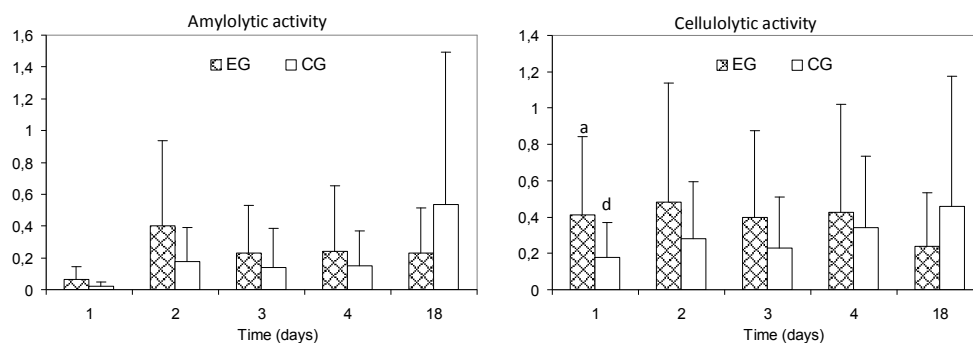 Amylolytic activity
1,6
1,4
1,2
1
0,8
0,6
0,4
0,2
0
EG CG
1 2 3 4 18
Time (days)
Cellulolytic activity
1,4
1,2
1
0,8
0,6
0,4
0,2
0
EG CG
a
d
1 2 3 4 18
Time (days)